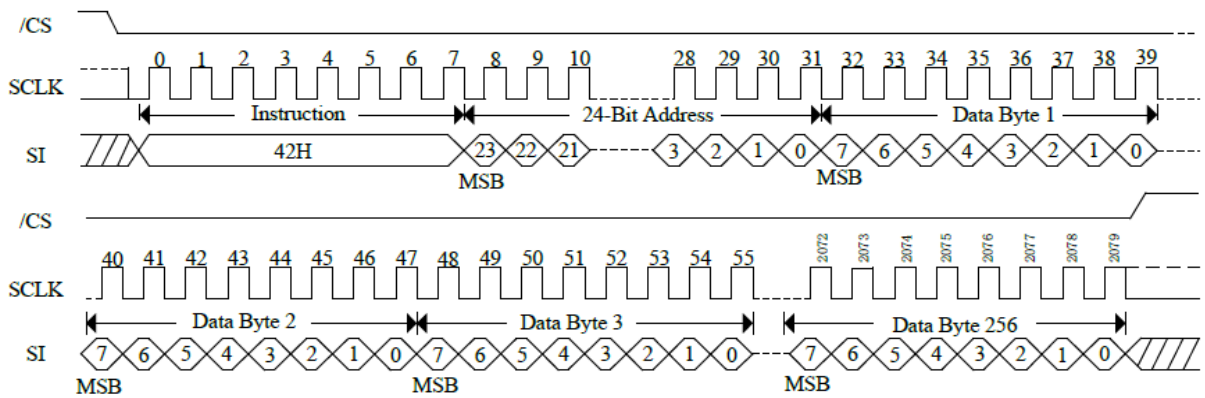 /CS
0 1 2 3 4 5 6 7 8 9 10 28 29 30 31 32 33 34 35 36 37 38 39
SCLK
Instruction 24-Bit Address Data Byte 1
SI 42H 23 22 21 3 2 1 0 7 6 5 4 3 2 1 0
MSB MSB
/CS
40 41 42 43 44 45 46 47 48 49 50 51 52 53 54 55 2072 2073 2074 2075 2076 2077 2078 2079
SCLK
Data Byte 2 Data Byte 3 Data Byte 256
SI 7 6 5 4 3 2 1 0 7 6 5 4 3 2 1 0 7 6 5 4 3 2 1 0
MSB MSB MSB